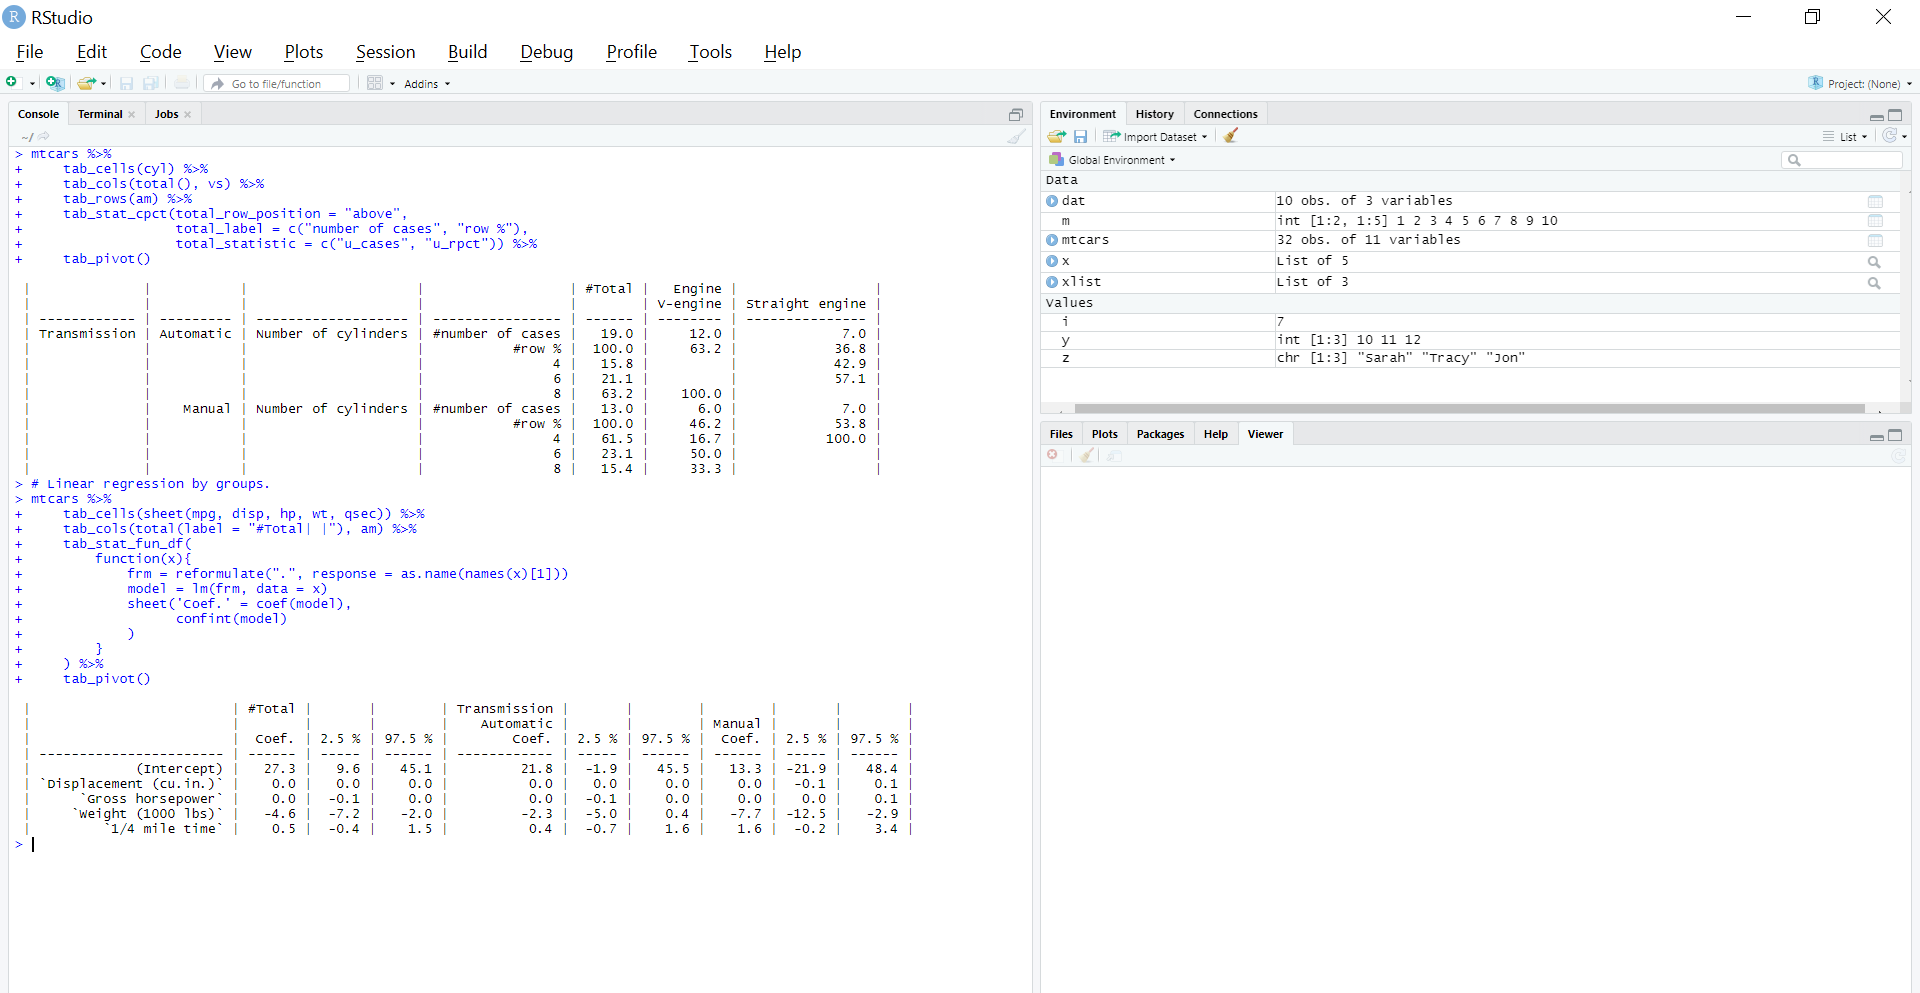 RStudio
File Edit Code View Plots Session Build Debug Profile Tools Help
Go to file/function Addins Project: (None)
Console Terminal Jobs
~/
> mtcars %>%
+ tab_cells(cyl) %>%
+ tab_cols(total(), vs) %>%
+ tab_rows(am) %>%
+ tab_stat_cpct(total_row_position = "above",
+ total_label = c("number of cases", "row %"),
+ total_statistic = c("u_cases", "u_rpct")) %>%
+ tab_pivot()
| | | | | #Total | Engine | |
| | | | | | V-engine | Straight engine |
| ------------ | --------- | ------------------- | ---------------- | ------ | -------- | --------------- |
| Transmission | Automatic | Number of cylinders | #number of cases | 19.0 | 12.0 | 7.0 |
| | | | #row % | 100.0 | 63.2 | 36.8 |
| | | | 4 | 15.8 | | 42.9 |
| | | | 6 | 21.1 | | 57.1 |
| | | | 8 | 63.2 | 100.0 | |
| | Manual | Number of cylinders | #number of cases | 13.0 | 6.0 | 7.0 |
| | | | #row % | 100.0 | 46.2 | 53.8 |
| | | | 4 | 61.5 | 16.7 | 100.0 |
| | | | 6 | 23.1 | 50.0 | |
| | | | 8 | 15.4 | 33.3 | |
> # Linear regression by groups.
> mtcars %>%
+ tab_cells(sheet(mpg, disp, hp, wt, qsec)) %>%
+ tab_cols(total(label = "#Total| |"), am) %>%
+ tab_stat_fun_df(
+ function(x){
+ frm = reformulate(".", response = as.name(names(x)[1]))
+ model = lm(frm, data = x)
+ sheet('Coef.' = coef(model),
+ confint(model)
+ )
+ }
+ ) %>%
+ tab_pivot()
| | #Total | | | Transmission | | | | | |
| | | | | Automatic | | | Manual | | |
| | Coef. | 2.5 % | 97.5 % | Coef. | 2.5 % | 97.5 % | Coef. | 2.5 % | 97.5 % |
| ----------------------- | ------ | ----- | ------ | ------------ | ----- | ------ | ------ | ----- | ------ |
| (Intercept) | 27.3 | 9.6 | 45.1 | 21.8 | -1.9 | 45.5 | 13.3 | -21.9 | 48.4 |
| `Displacement (cu.in.)` | 0.0 | 0.0 | 0.0 | 0.0 | 0.0 | 0.0 | 0.0 | -0.1 | 0.1 |
| `Gross horsepower` | 0.0 | -0.1 | 0.0 | 0.0 | -0.1 | 0.0 | 0.0 | 0.0 | 0.1 |
| `Weight (1000 lbs)` | -4.6 | -7.2 | -2.0 | -2.3 | -5.0 | 0.4 | -7.7 | -12.5 | -2.9 |
| `1/4 mile time` | 0.5 | -0.4 | 1.5 | 0.4 | -0.7 | 1.6 | 1.6 | -0.2 | 3.4 |
>
Environment History Connections
Import Dataset List
Global Environment
Data
dat 10 obs. of 3 variables
m int [1:2, 1:5] 1 2 3 4 5 6 7 8 9 10
mtcars 32 obs. of 11 variables
x List of 5
xlist List of 3
Values
i 7
y int [1:3] 10 11 12
z chr [1:3] "Sarah" "Tracy" "Jon"
Files Plots Packages Help Viewer